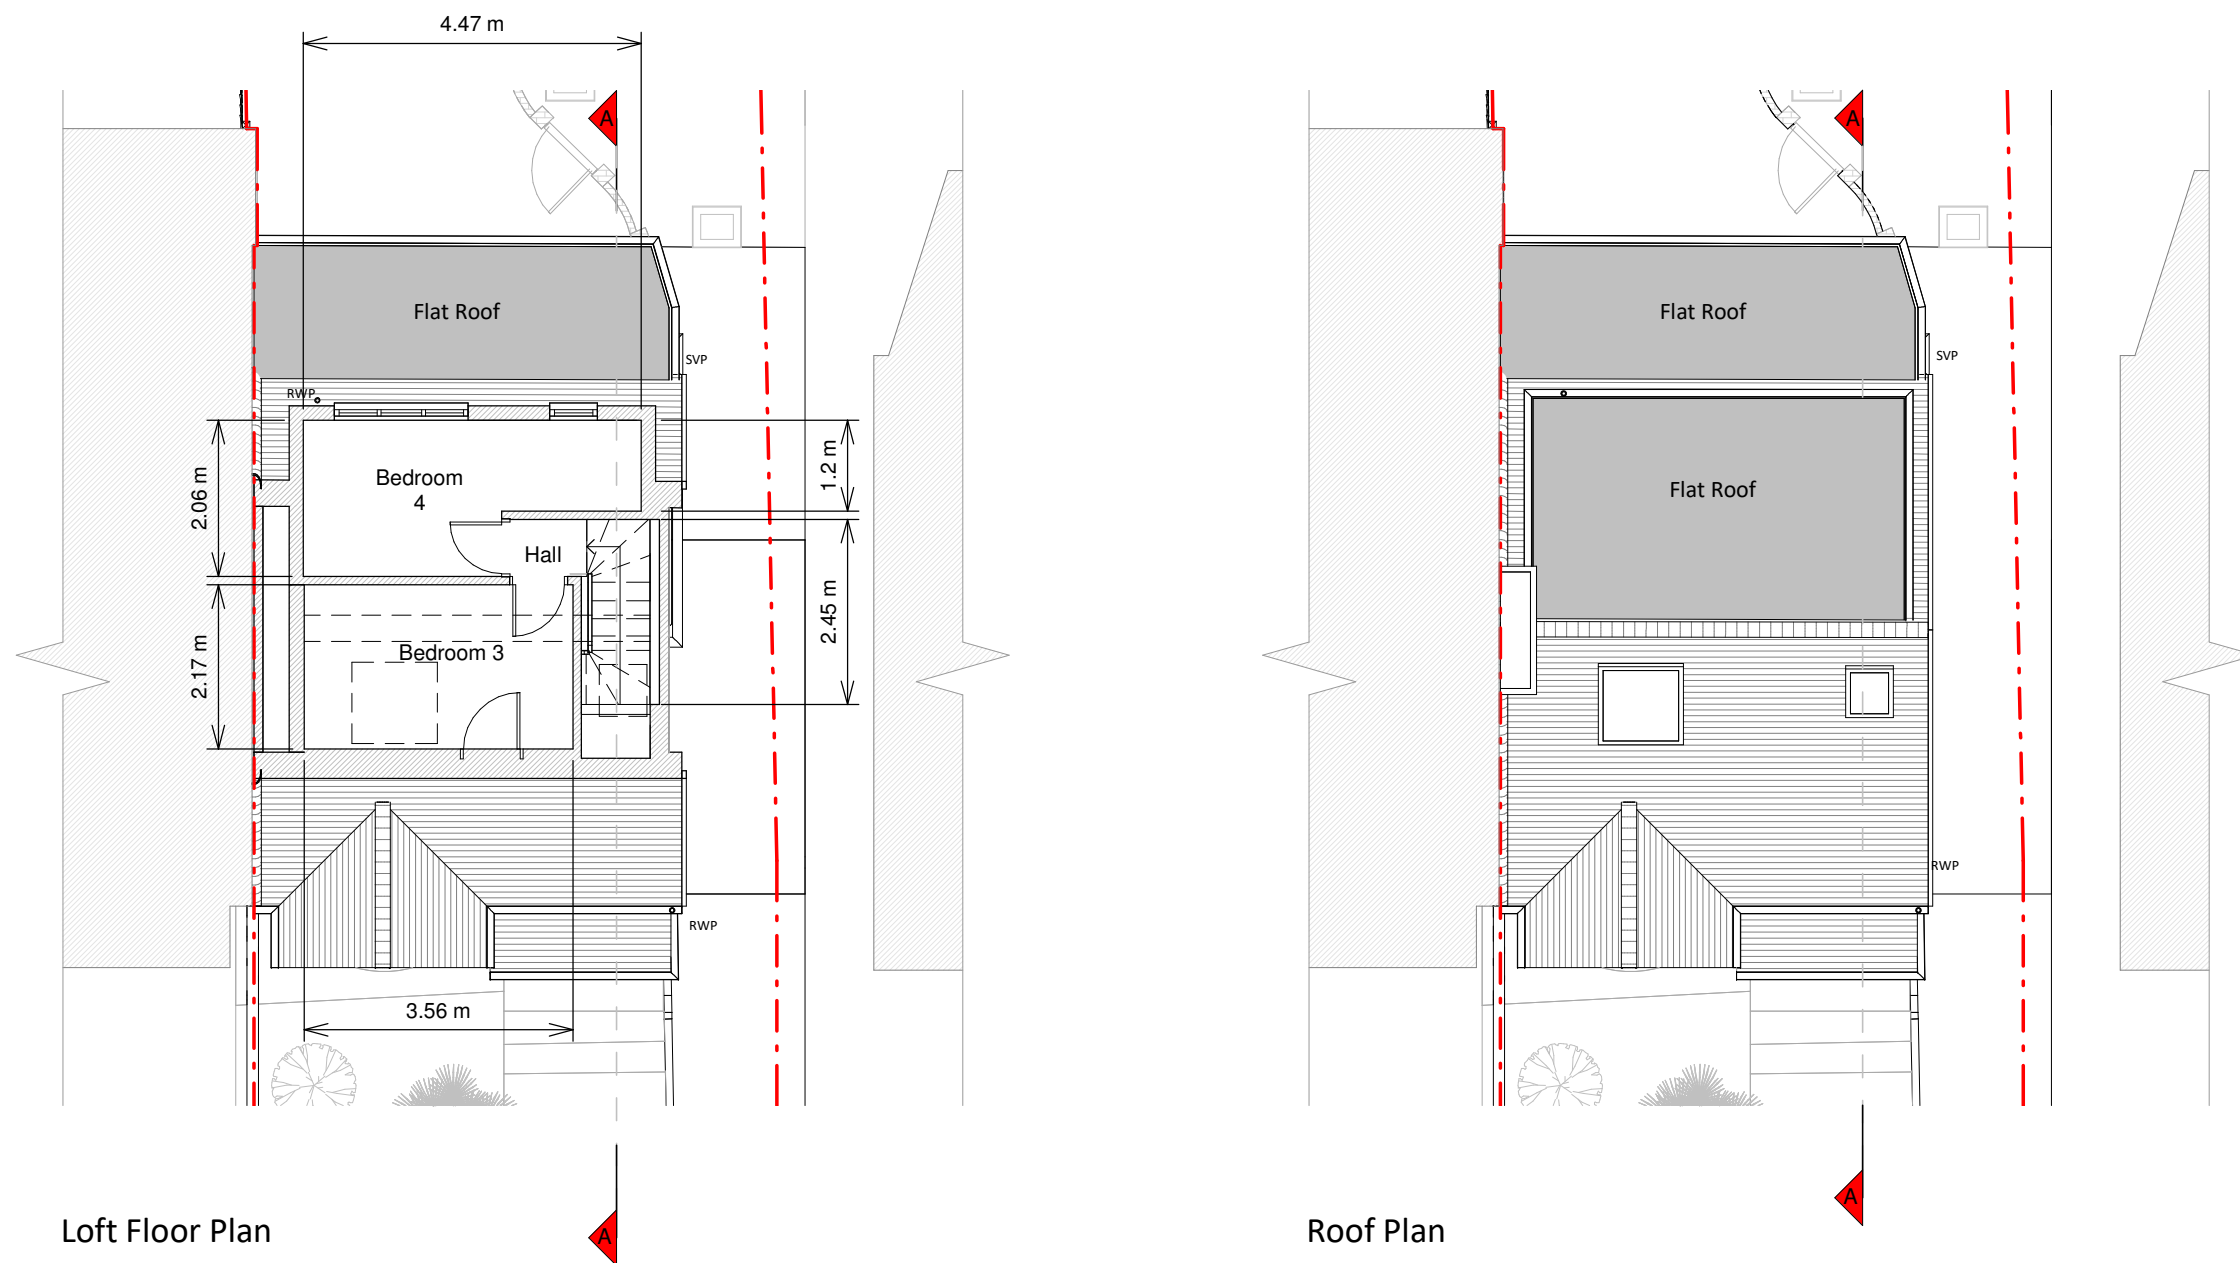 4.47 m
A
A
Flat Roof
Flat Roof
SVP
SVP
RWP
Bedroom
4
2.06 m
1.2 m
Flat Roof
Hall
2.45 m
Bedroom 3
2.17 m
RWP
RWP
3.56 m
A
A
Loft Floor Plan
Roof Plan